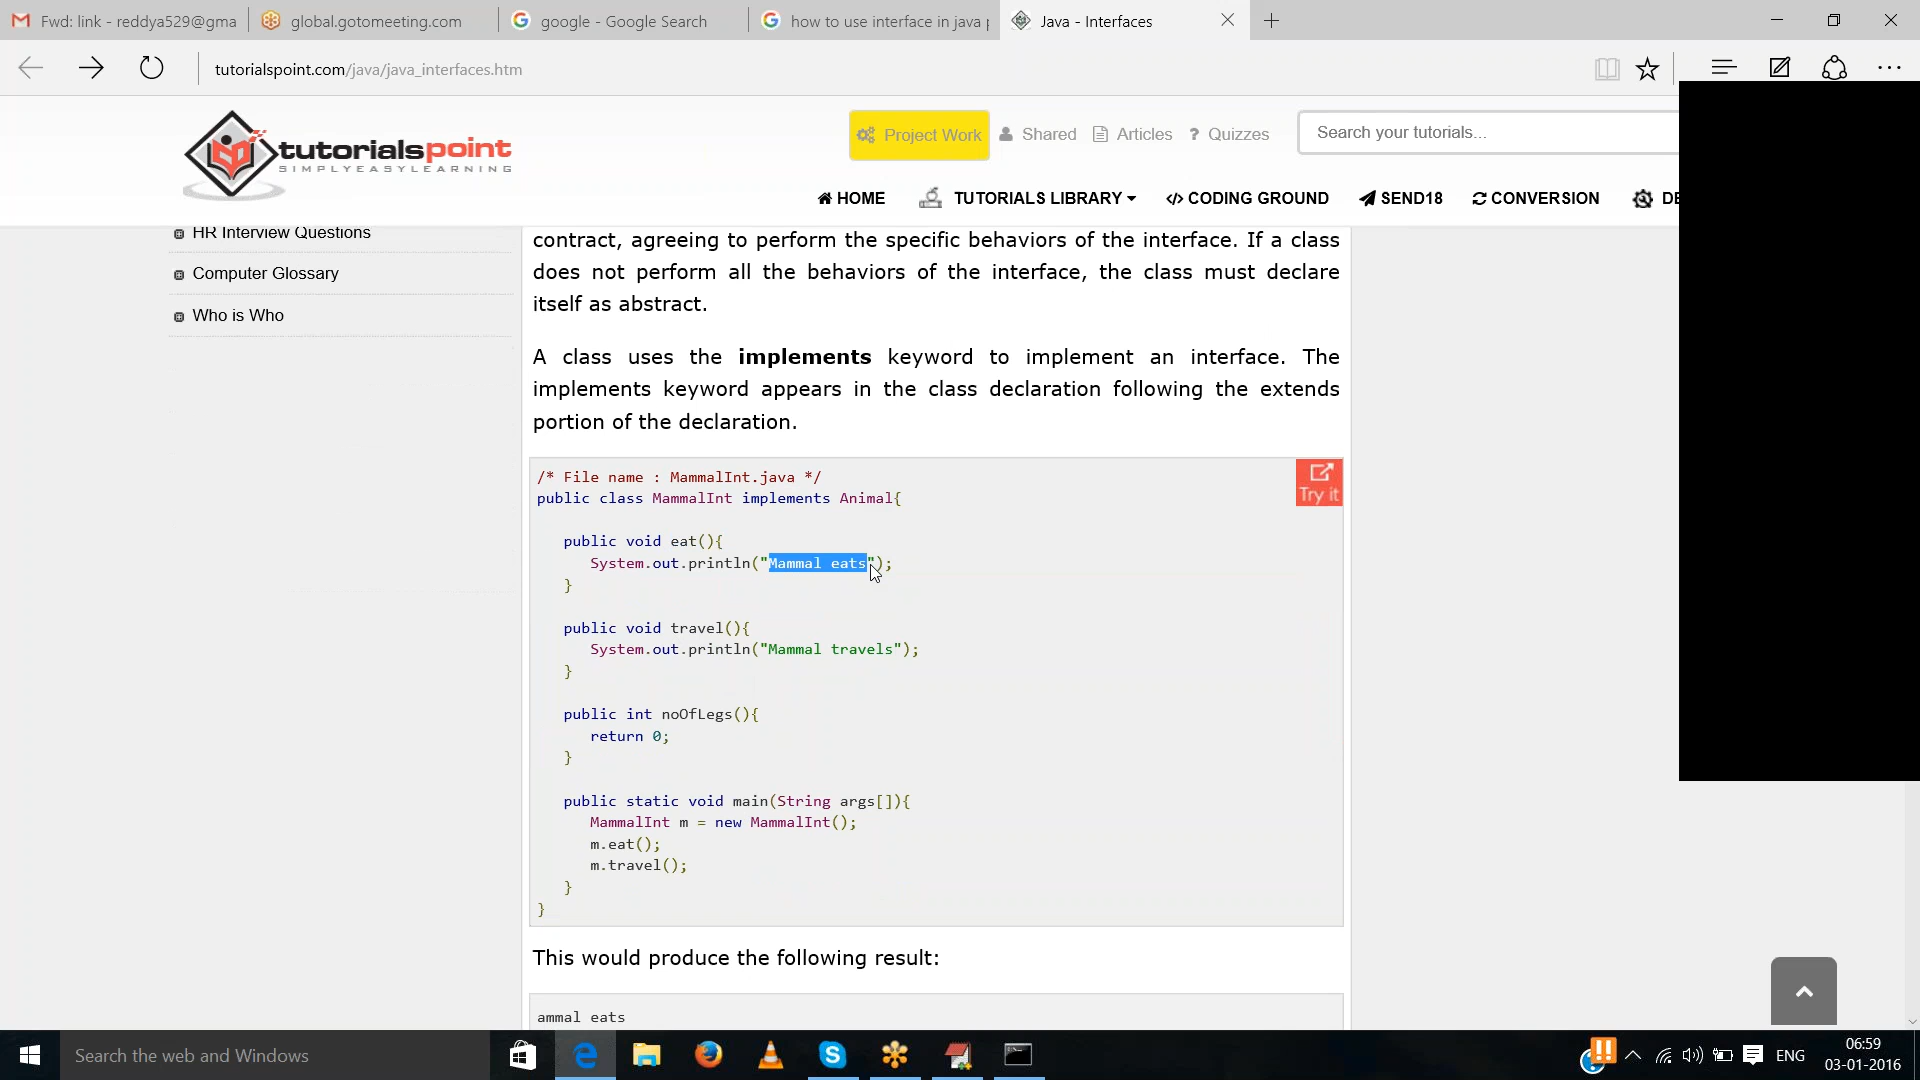 Fwd: link - reddya529@gma
global.gotomeeting.com
google - Google Search
how to use interface in java p
Java - Interfaces
tutorialspoint.com/java/java_interfaces.htm
tutorialspoint
SIMPLYEASYLEARNING
Project Work
Shared
Articles
? Quizzes
Search your tutorials...
HOME
TUTORIALS LIBRARY
</> CODING GROUND
SEND18
CONVERSION
HR Interview Questions
Computer Glossary
Who is Who
contract, agreeing to perform the specific behaviors of the interface. If a class
does not perform all the behaviors of the interface, the class must declare
itself as abstract.
A class uses the implements keyword to implement an interface. The
implements keyword appears in the class declaration following the extends
portion of the declaration.
/* File name : MammalInt.java */
Try it
public class MammalInt implements Animal{
public void eat(){
System.out.println("Mammal eats");
}
public void travel(){
System.out.println("Mammal travels");
}
public int noOfLegs(){
return 0;
}
public static void main(String args[]){
MammalInt m = new MammalInt();
m.eat();
m.travel();
}
}
This would produce the following result:
ammal eats
Search the web and Windows
ENG
06:59
03-01-2016